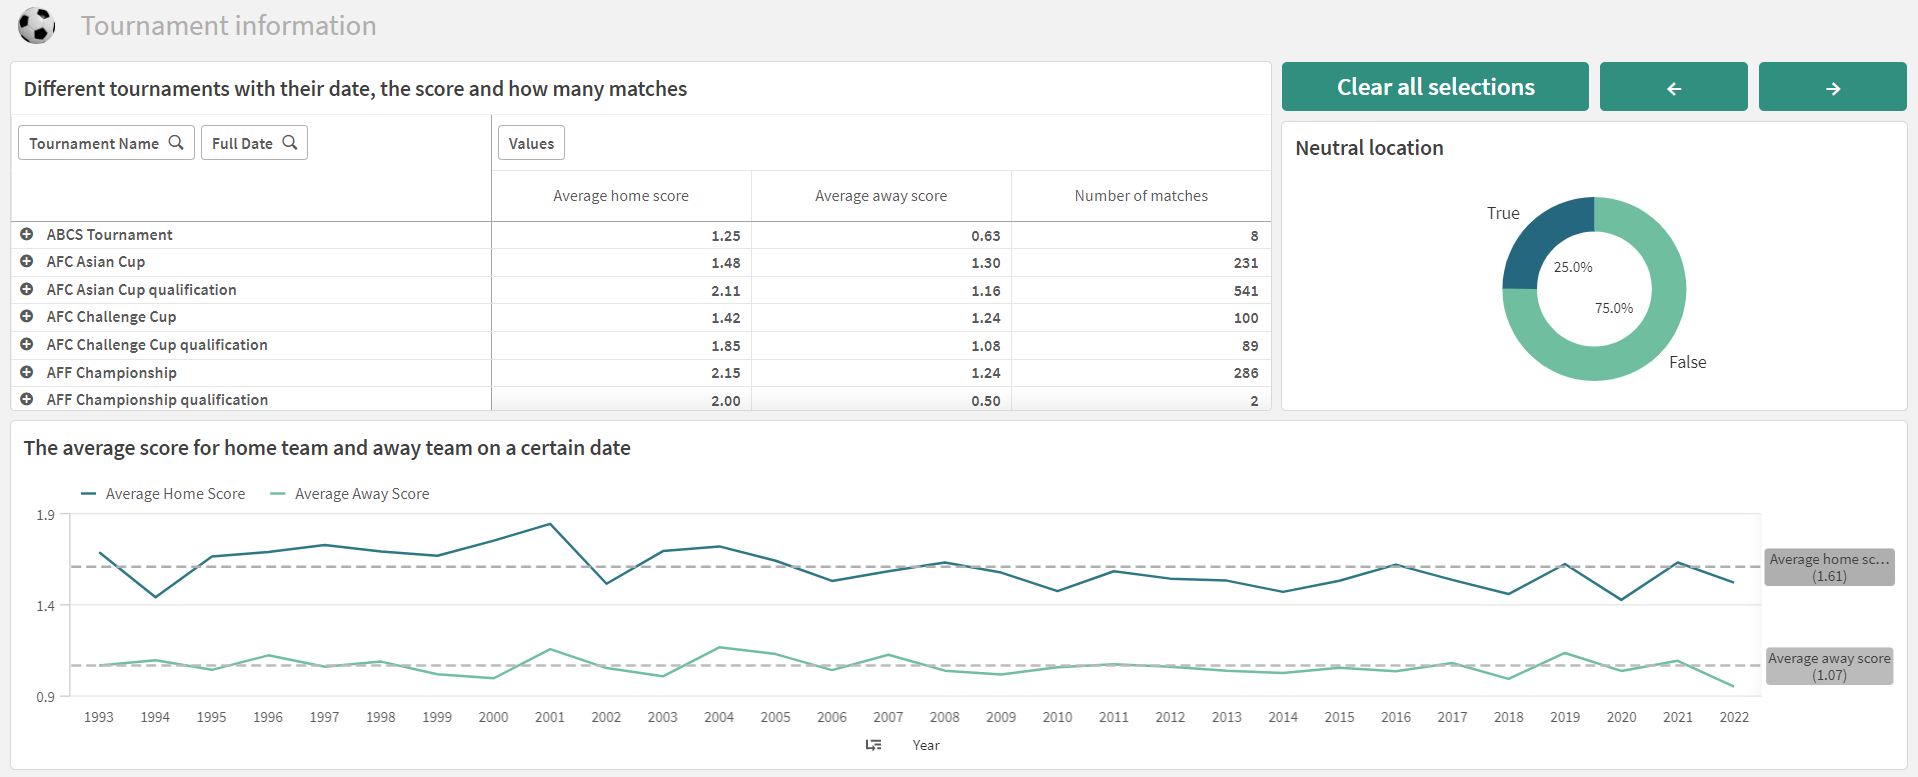 Tournament information
Different tournaments with their date, the score and how many matches
Clear all selections
Tournament Name Full Date Values
Average home score Average away score Number of matches
ABCS Tournament 1.25 0.63 8
AFC Asian Cup 1.48 1.30 231
AFC Asian Cup qualification 2.11 1.16 541
AFC Challenge Cup 1.42 1.24 100
AFC Challenge Cup qualification 1.85 1.08 89
AFF Championship 2.15 1.24 286
AFF Championship qualification 2.00 0.50 2
Neutral location
True
25.0%
75.0%
False
The average score for home team and away team on a certain date
Average Home Score Average Away Score
1.9
1.4
0.9
Average home sc...
(1.61)
Average away score
(1.07)
1993 1994 1995 1996 1997 1998 1999 2000 2001 2002 2003 2004 2005 2006 2007 2008 2009 2010 2011 2012 2013 2014 2015 2016 2017 2018 2019 2020 2021 2022
Year